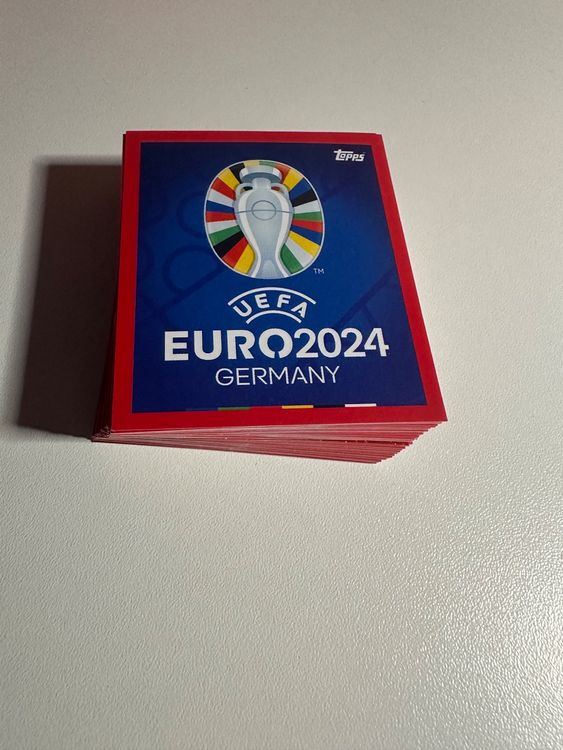 Topps
TM
UEFA
EURO2024
GERMANY